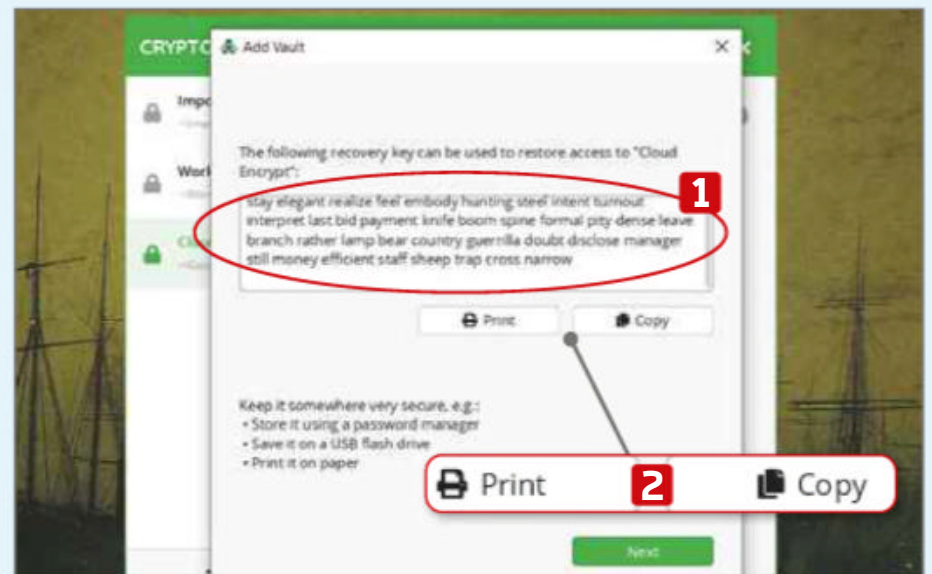 CRYPTO
Add Vault
Impo
Work
The following recovery key can be used to restore access to "Cloud
Encrypt":
1
stay elegant realize feel embody hunting steel intent turnout
interpret last bid payment knife boom spine formal pity dense leave
branch rather lamp bear country guerrilla doubt disclose manager
still money efficient staff sheep trap cross narrow
Print Copy
Keep it somewhere very secure, e.g.:
• Store it using a password manager
• Save it on a USB flash drive
• Print it on paper
Print 2 Copy
Next